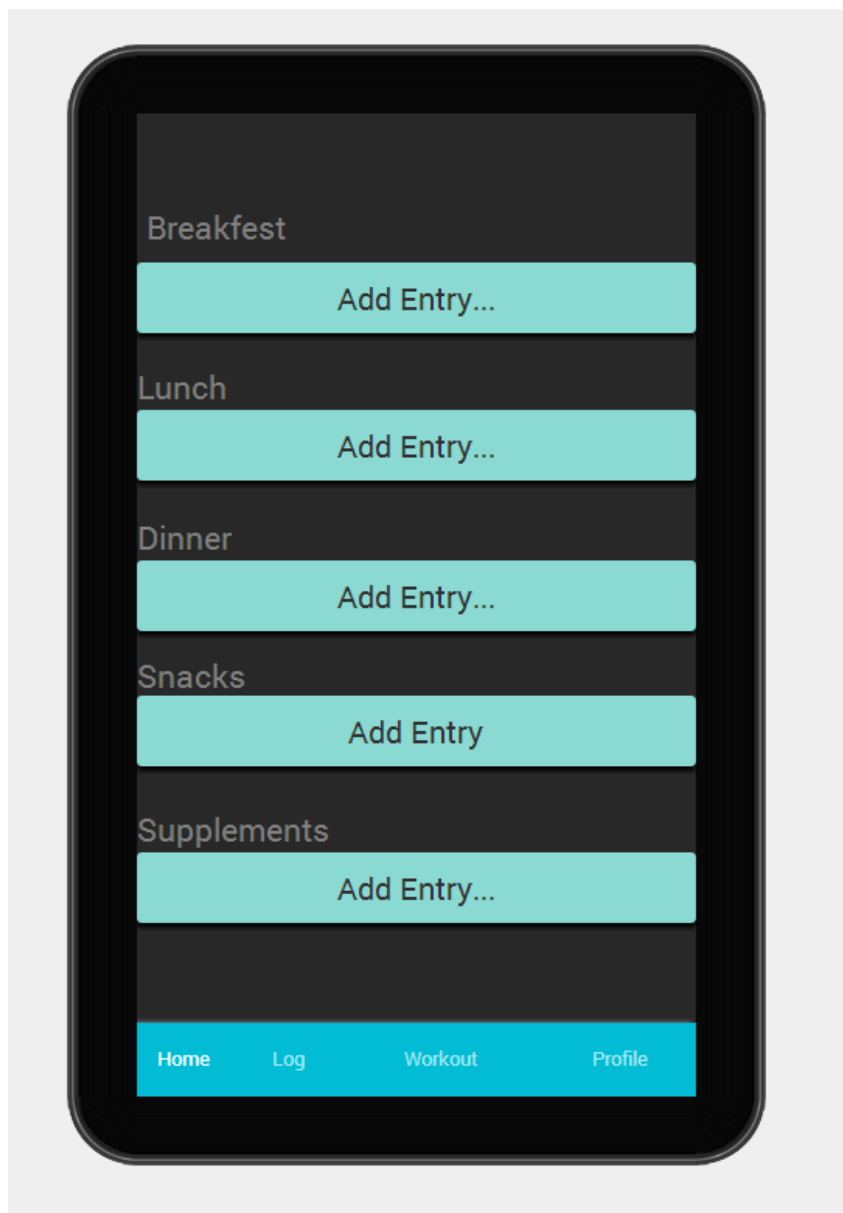 Breakfest
Add Entry...
Lunch
Add Entry...
Dinner
Add Entry...
Snacks
Add Entry
Supplements
Add Entry...
Home Log Workout Profile